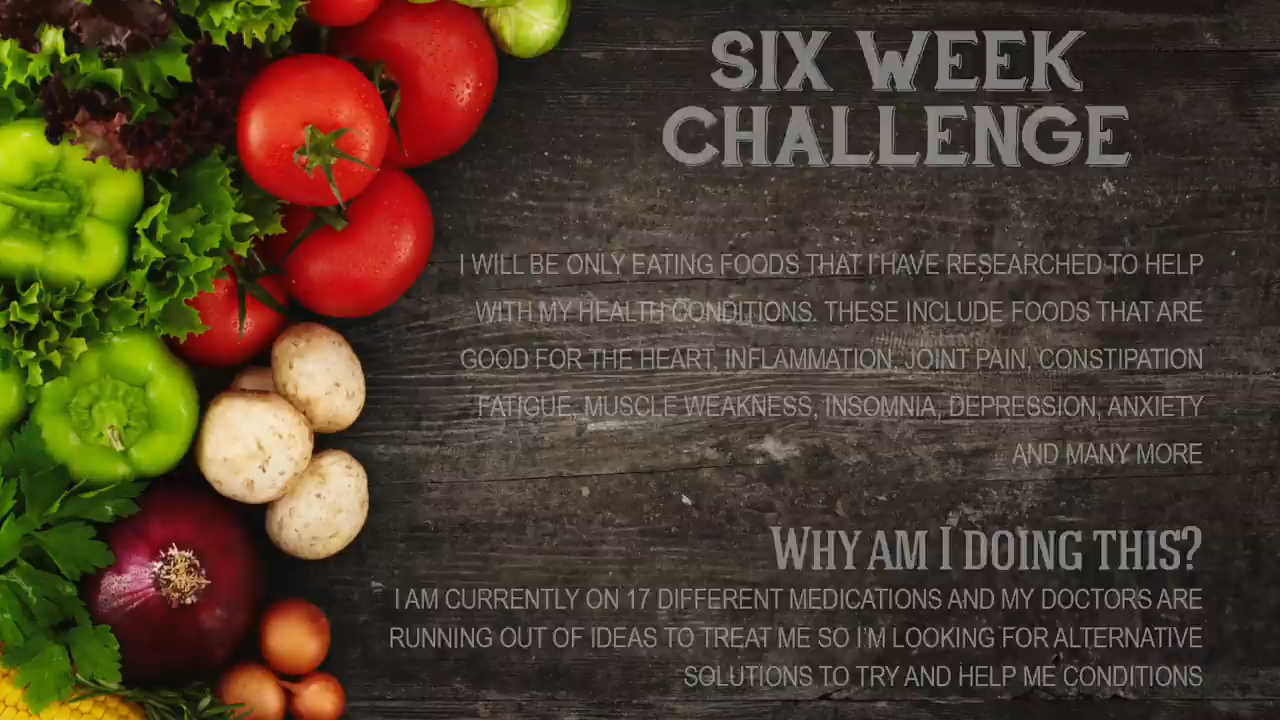 SIX WEEK
CHALLENGE
I WILL BE ONLY EATING FOODS THAT I HAVE RESEARCHED TO HELP
WITH MY HEALTH CONDITIONS. THESE INCLUDE FOODS THAT ARE
GOOD FOR THE HEART, INFLAMMATION, JOINT PAIN, CONSTIPATION
FATIGUE, MUSCLE WEAKNESS, INSOMNIA, DEPRESSION, ANXIETY
AND MANY MORE
WHY AM I DOING THIS?
I AM CURRENTLY ON 17 DIFFERENT MEDICATIONS AND MY DOCTORS ARE
RUNNING OUT OF IDEAS TO TREAT ME SO I'M LOOKING FOR ALTERNATIVE
SOLUTIONS TO TRY AND HELP ME CONDITIONS